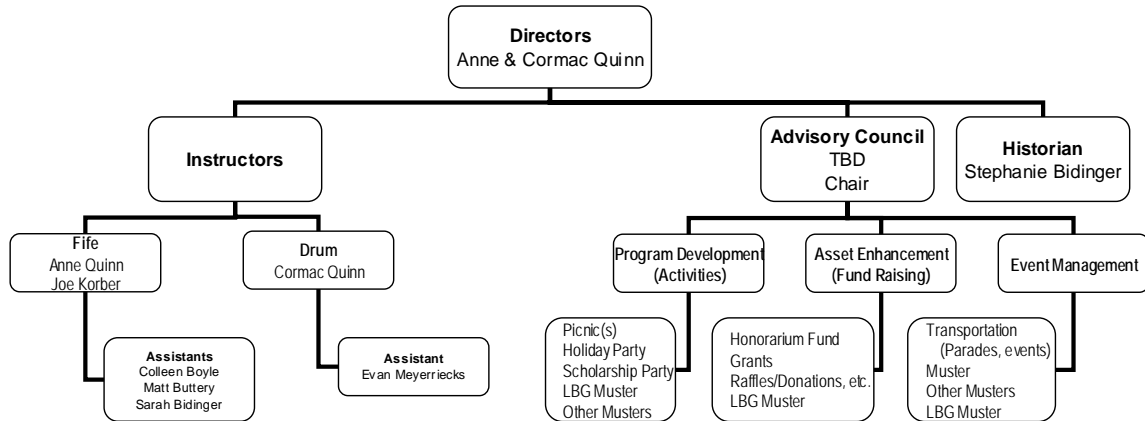 Directors
Anne & Cormac Quinn
Instructors
Advisory Council
TBD
Chair
Historian
Stephanie Bidinger
Fife
Anne Quinn
Joe Korber
Drum
Cormac Quinn
Program Development
(Activities)
Asset Enhancement
(Fund Raising)
Event Management
Assistants
Colleen Boyle
Matt Buttery
Sarah Bidinger
Assistant
Evan Meyerriecks
Picnic(s)
Holiday Party
Scholarship Party
LBG Muster
Other Musters
Honorarium Fund
Grants
Raffles/Donations, etc.
LBG Muster
Transportation
(Parades, events)
Muster
Other Musters
LBG Muster